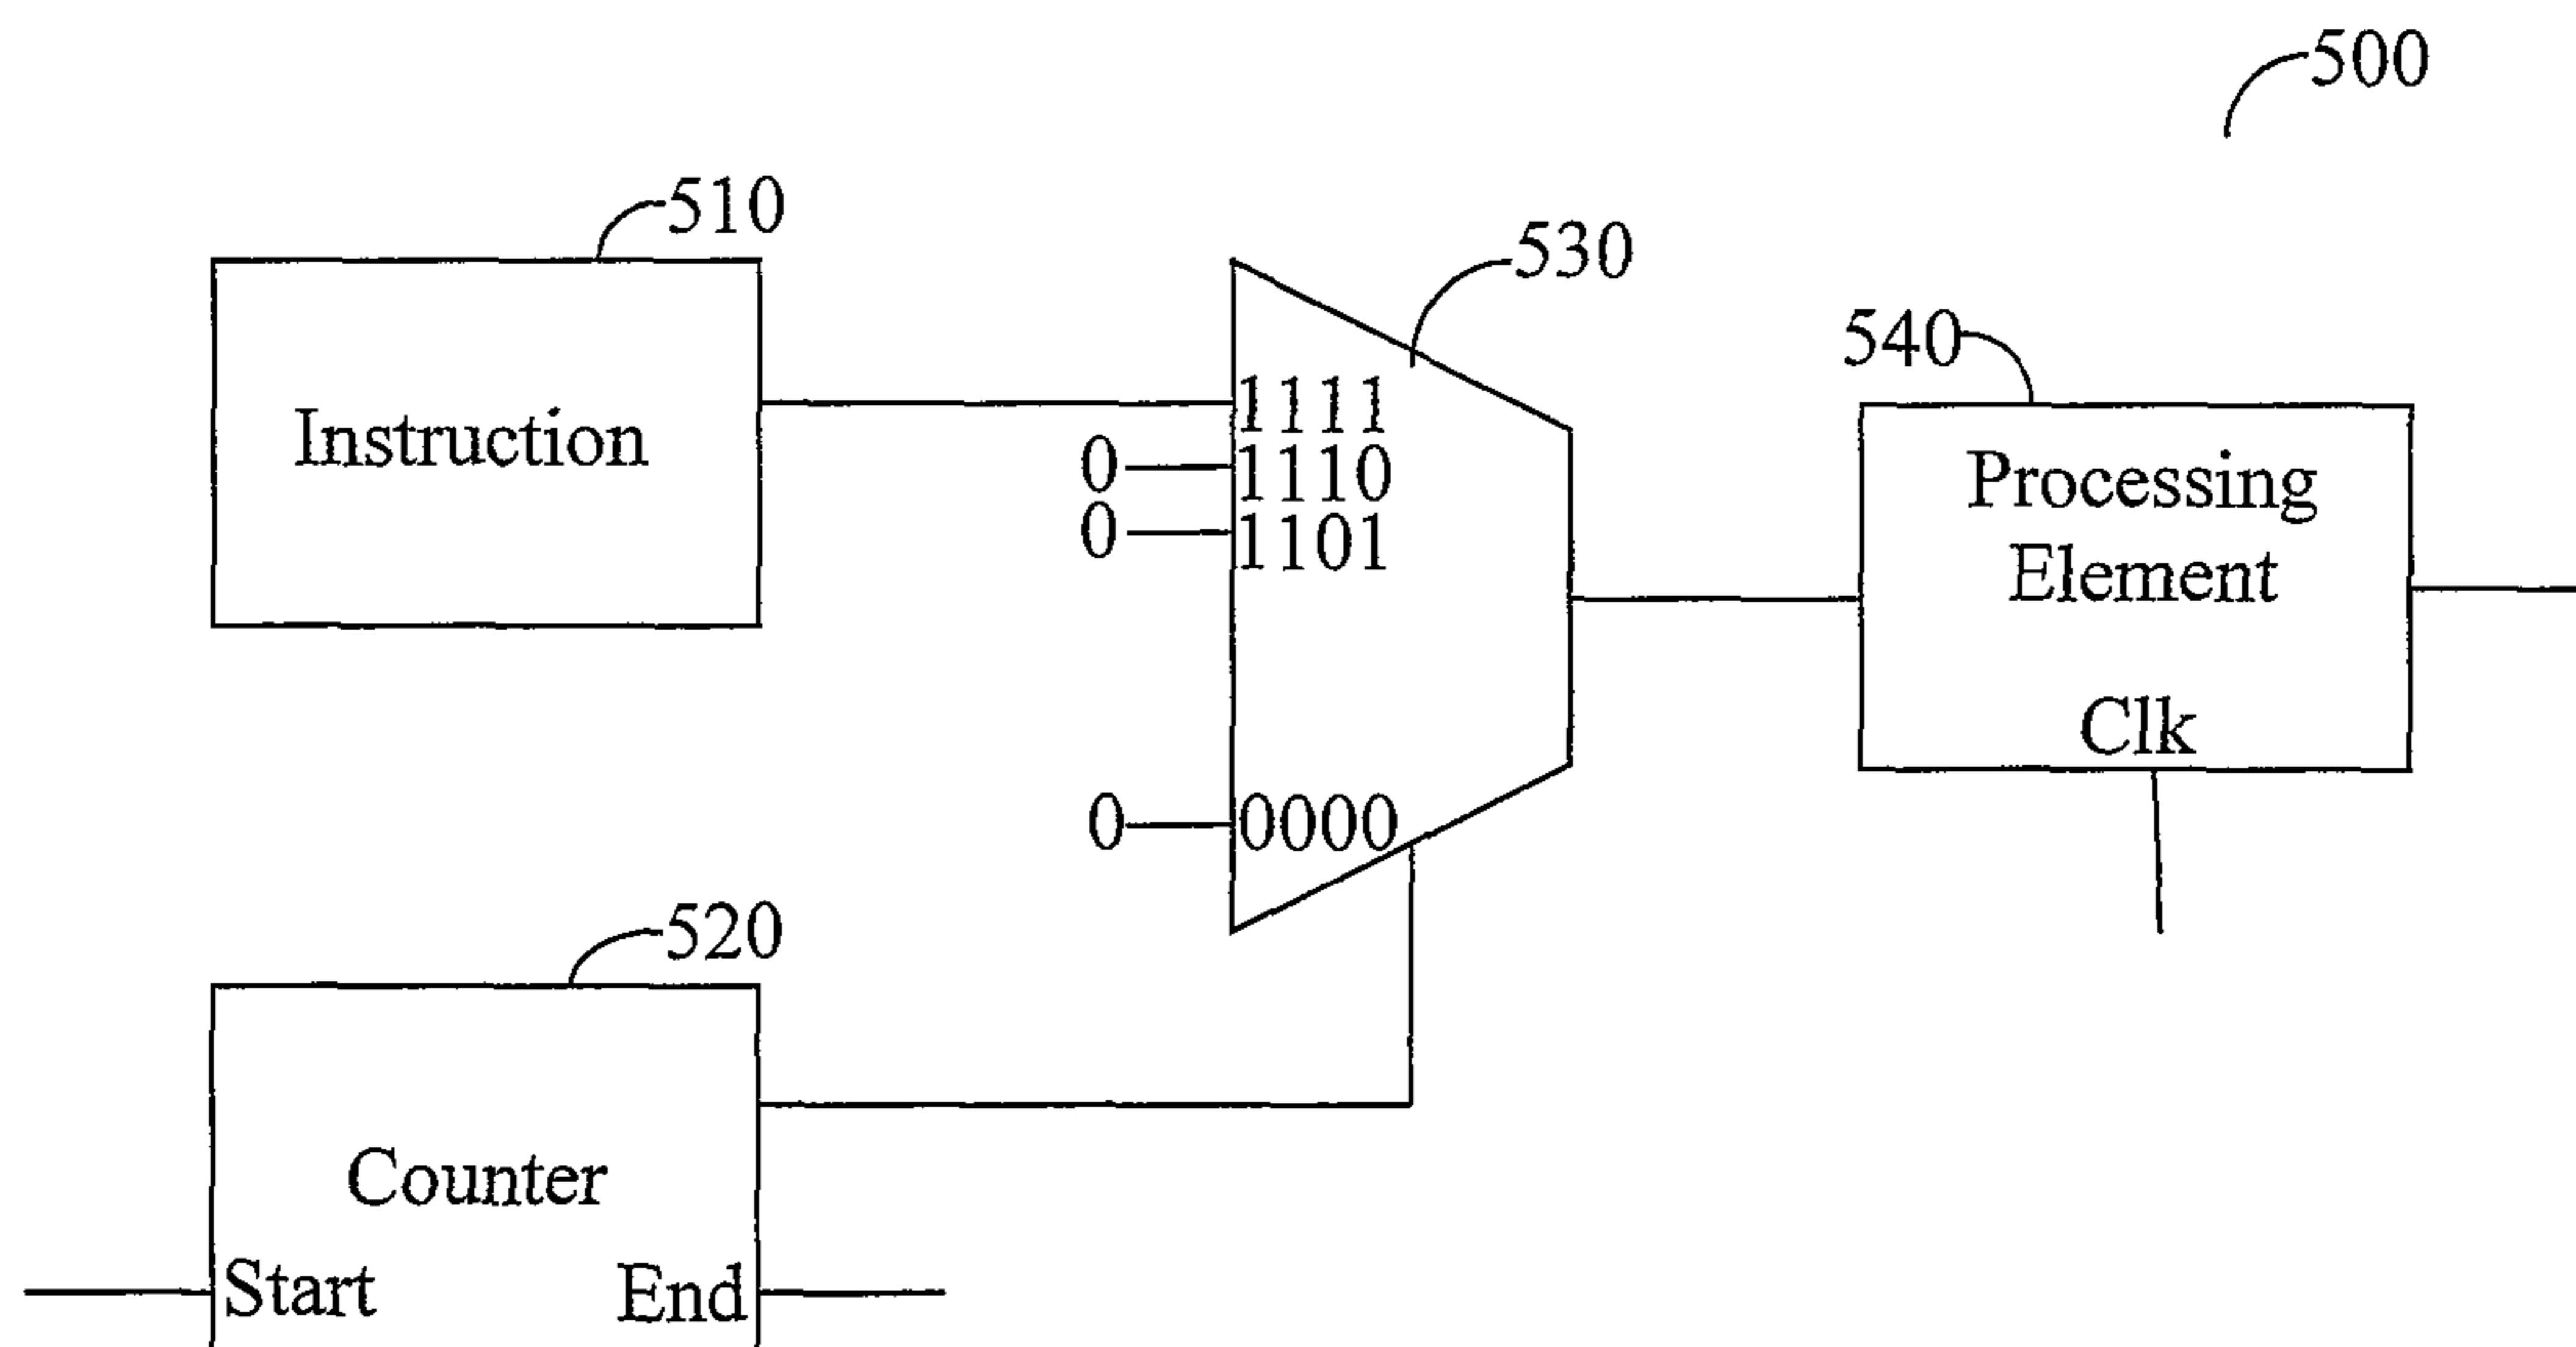 500
510
Instruction
530
1111
0 1110
0 1101
0 0000
540
Processing
Element
Clk
520
Counter
Start End